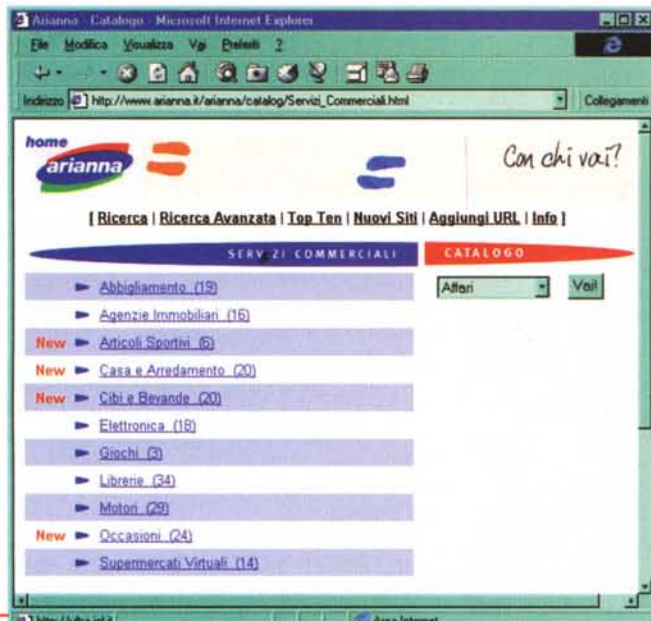 Arianna - Catalogo - Microsoft Internet Explorer
File Modifica Visualizza Vai Preferiti ?
Indirizzo http://www.arianna.it/arianna/catalog/Servizi_Commerciali.html Collegamenti
home
arianna
Con chi vai?
[ Ricerca | Ricerca Avanzata | Top Ten | Nuovi Siti | Aggiungi URL | Info ]
SERVIZI COMMERCIALI CATALOGO
Abbigliamento (19) Affari Vai!
Agenzie Immobiliari (16)
New Articoli Sportivi (6)
New Casa e Arredamento (20)
New Cibi e Bevande (20)
Elettronica (18)
Giochi (3)
Librerie (34)
Motori (29)
New Occasioni (24)
Supermercati Virtuali (14)
Area Internet